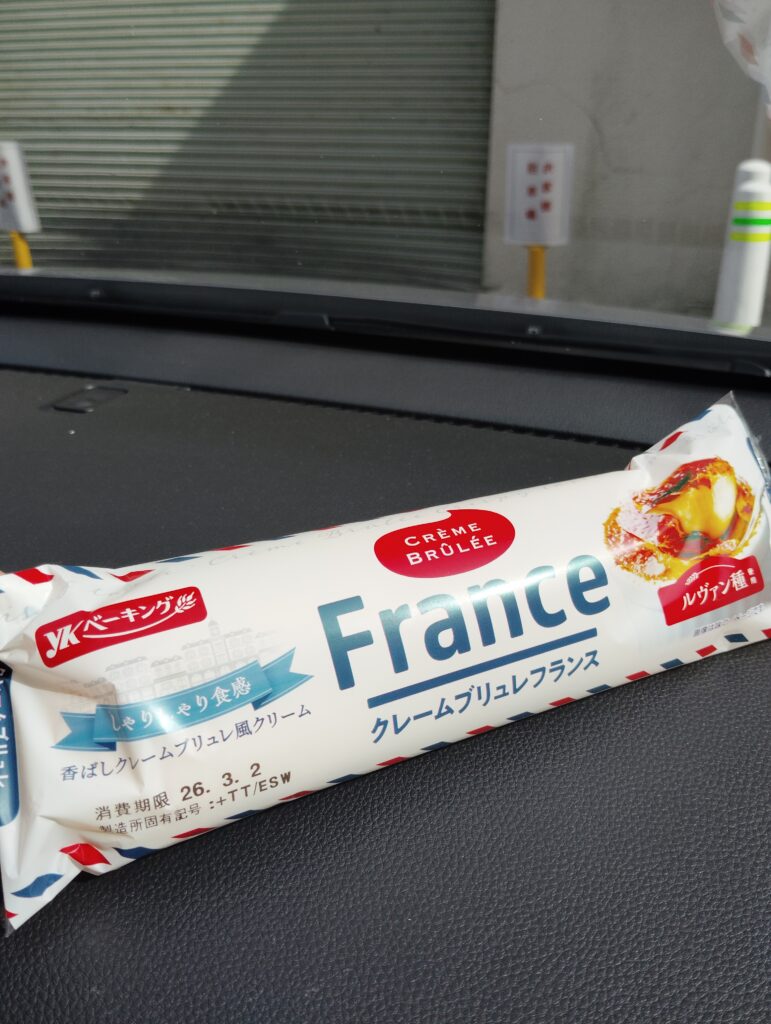 CRÈME
BRÛLÉE
France
クレームブリュレフランス
YKベーキング
しゃりしゃり食感
香ばしクレームブリュレ風クリーム
消費期限 26.3.2
製造所固有記号 :+TT/ESW
ルヴァン種
使用